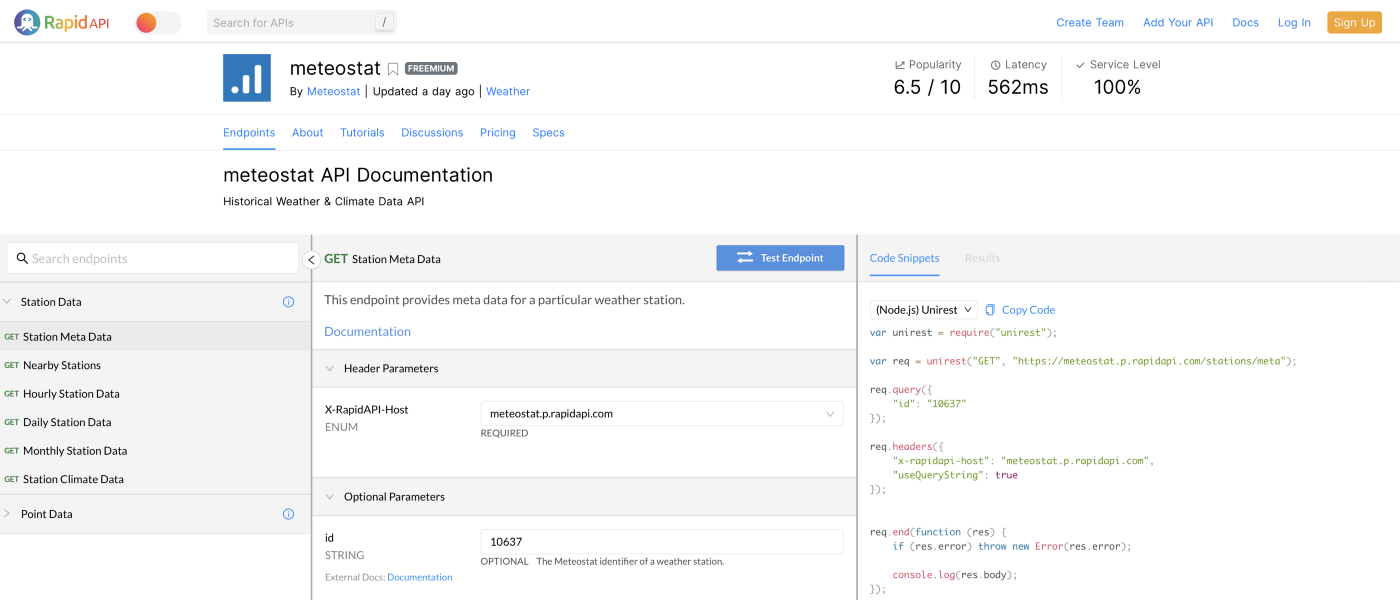 RapidAPI
Search for APIs /
Create Team Add Your API Docs Log In Sign Up
meteostat FREEMIUM
By Meteostat | Updated a day ago | Weather
Popularity Latency Service Level
6.5 / 10 562ms 100%
Endpoints About Tutorials Discussions Pricing Specs
meteostat API Documentation
Historical Weather & Climate Data API
Search endpoints
Station Data
GET Station Meta Data
GET Nearby Stations
GET Hourly Station Data
GET Daily Station Data
GET Monthly Station Data
GET Station Climate Data
Point Data
GET Station Meta Data
Test Endpoint
This endpoint provides meta data for a particular weather station.
Documentation
Header Parameters
X-RapidAPI-Host
ENUM
meteostat.p.rapidapi.com
REQUIRED
Optional Parameters
id
STRING
External Docs: Documentation
10637
OPTIONAL The Meteostat identifier of a weather station.
Code Snippets Results
(Node.js) Unirest Copy Code
var unirest = require("unirest");
var req = unirest("GET", "https://meteostat.p.rapidapi.com/stations/meta");
req.query({
"id": "10637"
});
req.headers({
"x-rapidapi-host": "meteostat.p.rapidapi.com",
"useQueryString": true
});
req.end(function (res) {
if (res.error) throw new Error(res.error);
console.log(res.body);
});